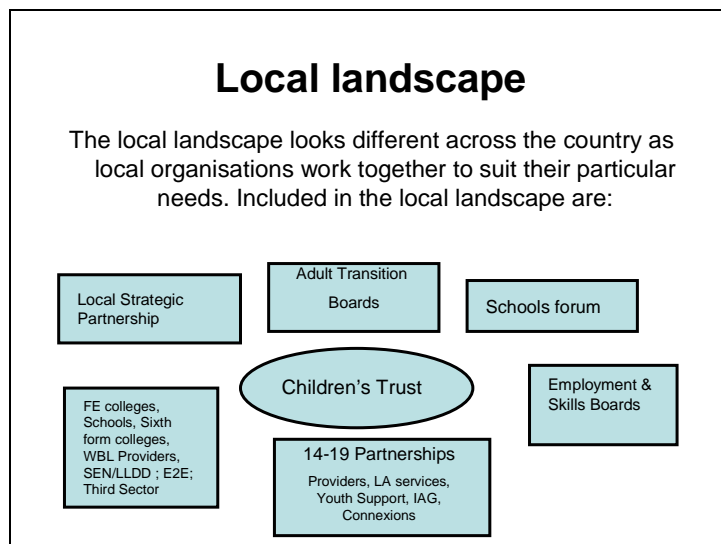 Local landscape
The local landscape looks different across the country as
local organisations work together to suit their particular
needs. Included in the local landscape are:
Local Strategic
Partnership
Adult Transition
Boards
Schools forum
Children's Trust
Employment &
Skills Boards
FE colleges,
Schools, Sixth
form colleges,
WBL Providers,
SEN/LLDD ; E2E;
Third Sector
14-19 Partnerships
Providers, LA services,
Youth Support, IAG,
Connexions